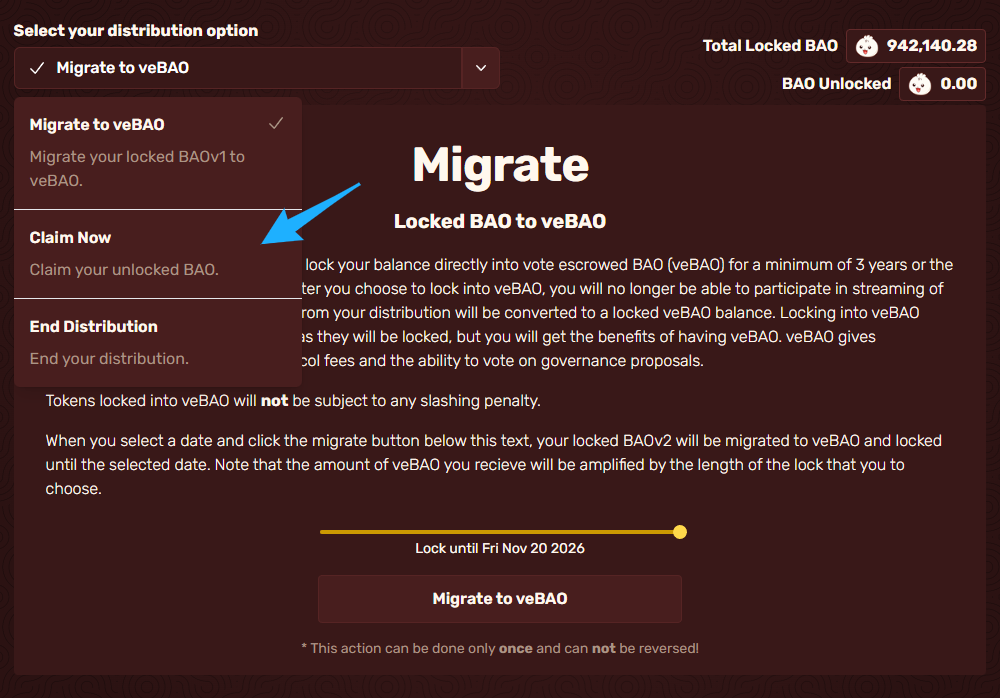 Select your distribution option
Migrate to veBAO
Total Locked BAO 942,140.28
BAO Unlocked 0.00
Migrate to veBAO
Migrate your locked BAOv1 to
veBAO.
Claim Now
Claim your unlocked BAO.
End Distribution
End your distribution.
Migrate
Locked BAO to veBAO
lock your balance directly into vote escrowed BAO (veBAO) for a minimum of 3 years or the
you choose to lock into veBAO, you will no longer be able to participate in streaming of
from your distribution will be converted to a locked veBAO balance. Locking into veBAO
as they will be locked, but you will get the benefits of having veBAO. veBAO gives
fees and the ability to vote on governance proposals.
Tokens locked into veBAO will not be subject to any slashing penalty.
When you select a date and click the migrate button below this text, your locked BAOv2 will be migrated to veBAO and locked
until the selected date. Note that the amount of veBAO you recieve will be amplified by the length of the lock that you to
choose.
Lock until Fri Nov 20 2026
Migrate to veBAO
* This action can be done only once and can not be reversed!